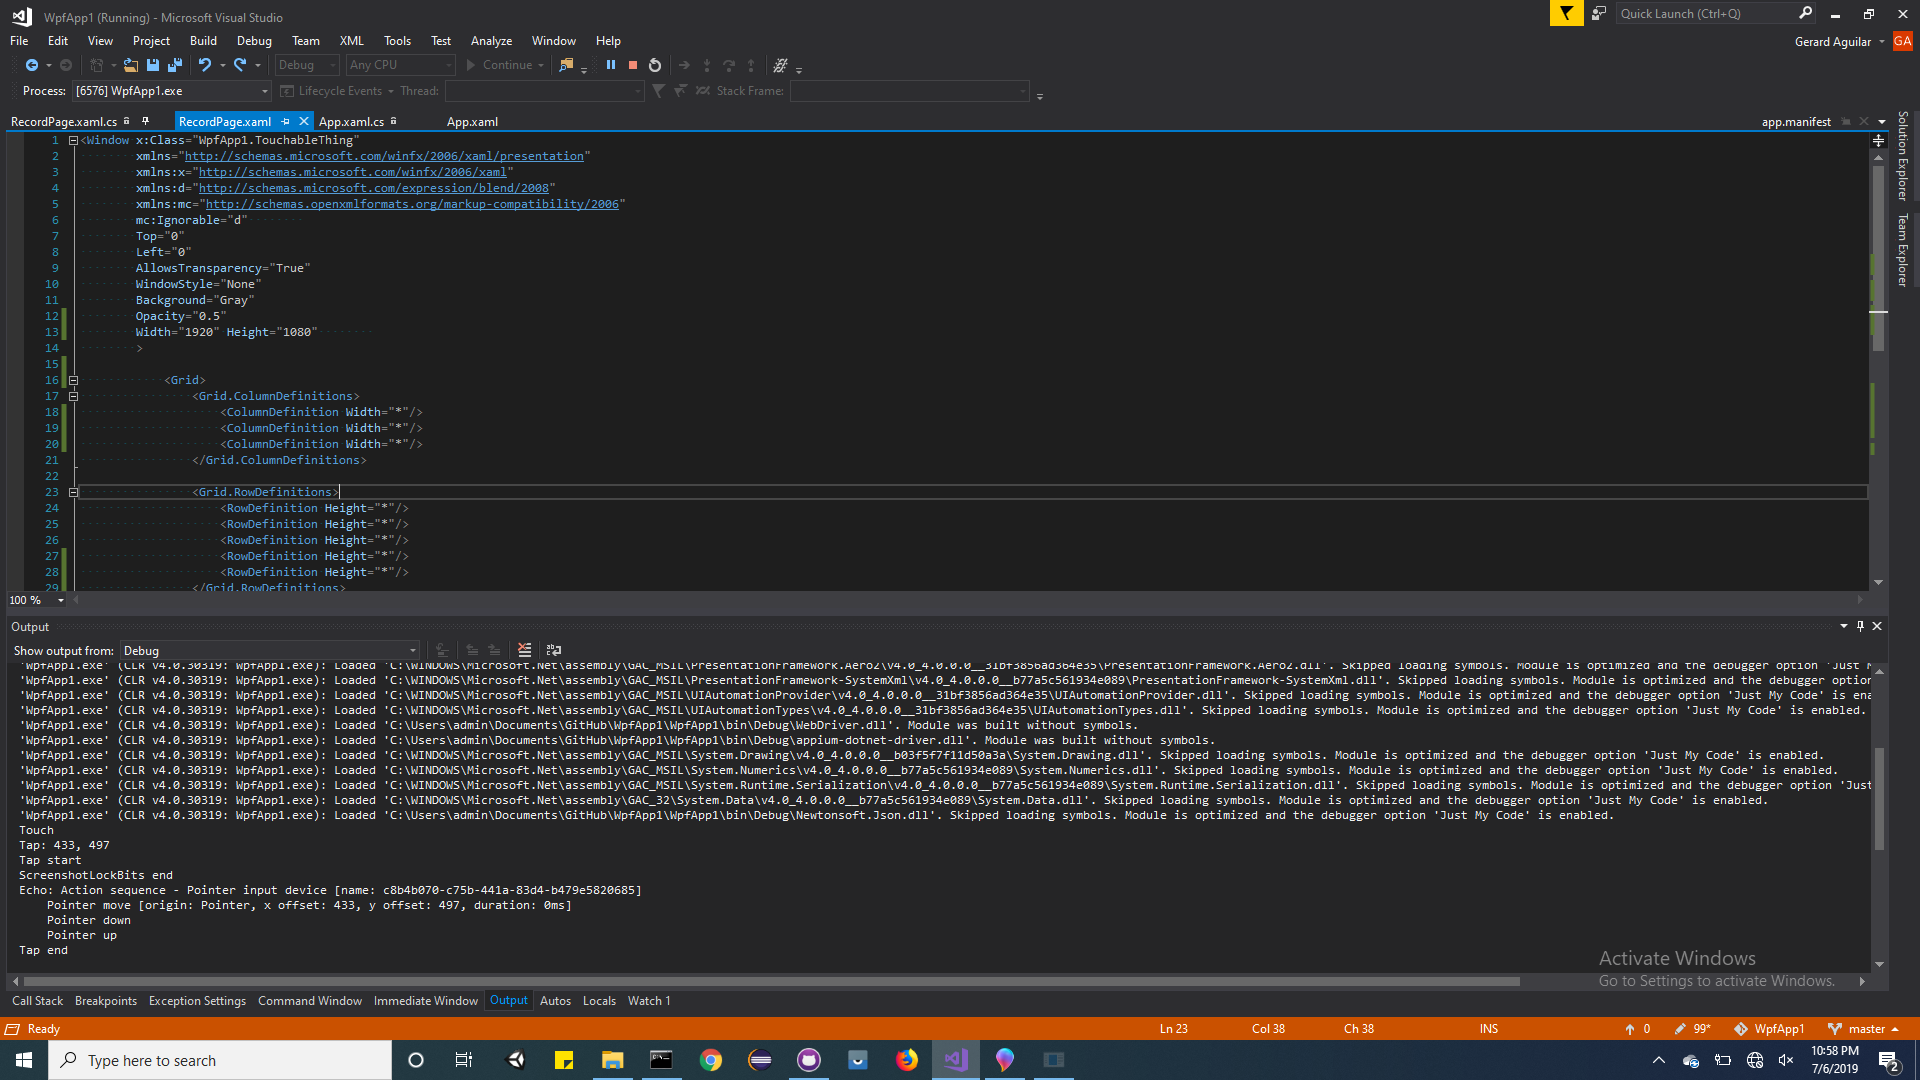 WpfApp1 (Running) - Microsoft Visual Studio
Quick Launch (Ctrl+Q)
File Edit View Project Build Debug Team XML Tools Test Analyze Window Help
Gerard Aguilar GA
Debug Any CPU Continue
Process: [6576] WpfApp1.exe Lifecycle Events Thread: Stack Frame:
RecordPage.xaml.cs RecordPage.xaml App.xaml.cs App.xaml app.manifest
Solution Explorer
Team Explorer
1 <Window x:Class="WpfApp1.TouchableThing"
2 xmlns="http://schemas.microsoft.com/winfx/2006/xaml/presentation"
3 xmlns:x="http://schemas.microsoft.com/winfx/2006/xaml"
4 xmlns:d="http://schemas.microsoft.com/expression/blend/2008"
5 xmlns:mc="http://schemas.openxmlformats.org/markup-compatibility/2006"
6 mc:Ignorable="d"
7 Top="0"
8 Left="0"
9 AllowsTransparency="True"
10 WindowStyle="None"
11 Background="Gray"
12 Opacity="0.5"
13 Width="1920" Height="1080"
14 >
15
16 <Grid>
17 <Grid.ColumnDefinitions>
18 <ColumnDefinition Width="*"/>
19 <ColumnDefinition Width="*"/>
20 <ColumnDefinition Width="*"/>
21 </Grid.ColumnDefinitions>
22
23 <Grid.RowDefinitions>
24 <RowDefinition Height="*"/>
25 <RowDefinition Height="*"/>
26 <RowDefinition Height="*"/>
27 <RowDefinition Height="*"/>
28 <RowDefinition Height="*"/>
29 </Grid.RowDefinitions>
100 %
Output
Show output from: Debug
'WpfApp1.exe' (CLR v4.0.30319: WpfApp1.exe): Loaded 'C:\WINDOWS\Microsoft.Net\assembly\GAC_MSIL\PresentationFramework.Aero2\v4.0_4.0.0.0__31bf3856ad364e35\PresentationFramework.Aero2.dll'. Skipped loading symbols. Module is optimized and the debugger option 'Just M
'WpfApp1.exe' (CLR v4.0.30319: WpfApp1.exe): Loaded 'C:\WINDOWS\Microsoft.Net\assembly\GAC_MSIL\PresentationFramework-SystemXml\v4.0_4.0.0.0__b77a5c561934e089\PresentationFramework-SystemXml.dll'. Skipped loading symbols. Module is optimized and the debugger option
'WpfApp1.exe' (CLR v4.0.30319: WpfApp1.exe): Loaded 'C:\WINDOWS\Microsoft.Net\assembly\GAC_MSIL\UIAutomationProvider\v4.0_4.0.0.0__31bf3856ad364e35\UIAutomationProvider.dll'. Skipped loading symbols. Module is optimized and the debugger option 'Just My Code' is ena
'WpfApp1.exe' (CLR v4.0.30319: WpfApp1.exe): Loaded 'C:\WINDOWS\Microsoft.Net\assembly\GAC_MSIL\UIAutomationTypes\v4.0_4.0.0.0__31bf3856ad364e35\UIAutomationTypes.dll'. Skipped loading symbols. Module is optimized and the debugger option 'Just My Code' is enabled.
'WpfApp1.exe' (CLR v4.0.30319: WpfApp1.exe): Loaded 'C:\Users\admin\Documents\GitHub\WpfApp1\WpfApp1\bin\Debug\WebDriver.dll'. Module was built without symbols.
'WpfApp1.exe' (CLR v4.0.30319: WpfApp1.exe): Loaded 'C:\Users\admin\Documents\GitHub\WpfApp1\WpfApp1\bin\Debug\appium-dotnet-driver.dll'. Module was built without symbols.
'WpfApp1.exe' (CLR v4.0.30319: WpfApp1.exe): Loaded 'C:\WINDOWS\Microsoft.Net\assembly\GAC_MSIL\System.Drawing\v4.0_4.0.0.0__b03f5f7f11d50a3a\System.Drawing.dll'. Skipped loading symbols. Module is optimized and the debugger option 'Just My Code' is enabled.
'WpfApp1.exe' (CLR v4.0.30319: WpfApp1.exe): Loaded 'C:\WINDOWS\Microsoft.Net\assembly\GAC_MSIL\System.Numerics\v4.0_4.0.0.0__b77a5c561934e089\System.Numerics.dll'. Skipped loading symbols. Module is optimized and the debugger option 'Just My Code' is enabled.
'WpfApp1.exe' (CLR v4.0.30319: WpfApp1.exe): Loaded 'C:\WINDOWS\Microsoft.Net\assembly\GAC_MSIL\System.Runtime.Serialization\v4.0_4.0.0.0__b77a5c561934e089\System.Runtime.Serialization.dll'. Skipped loading symbols. Module is optimized and the debugger option 'Just
'WpfApp1.exe' (CLR v4.0.30319: WpfApp1.exe): Loaded 'C:\WINDOWS\Microsoft.Net\assembly\GAC_32\System.Data\v4.0_4.0.0.0__b77a5c561934e089\System.Data.dll'. Skipped loading symbols. Module is optimized and the debugger option 'Just My Code' is enabled.
'WpfApp1.exe' (CLR v4.0.30319: WpfApp1.exe): Loaded 'C:\Users\admin\Documents\GitHub\WpfApp1\WpfApp1\bin\Debug\Newtonsoft.Json.dll'. Skipped loading symbols. Module is optimized and the debugger option 'Just My Code' is enabled.
Touch
Tap: 433, 497
Tap start
ScreenshotLockBits end
Echo: Action sequence - Pointer input device [name: c8b4b070-c75b-441a-83d4-b479e5820685]
Pointer move [origin: Pointer, x offset: 433, y offset: 497, duration: 0ms]
Pointer down
Pointer up
Tap end
Activate Windows
Go to Settings to activate Windows.
Call Stack Breakpoints Exception Settings Command Window Immediate Window Output Autos Locals Watch 1
Ready Ln 23 Col 38 Ch 38 INS 0 99* WpfApp1 master
Type here to search
10:58 PM
7/6/2019
2